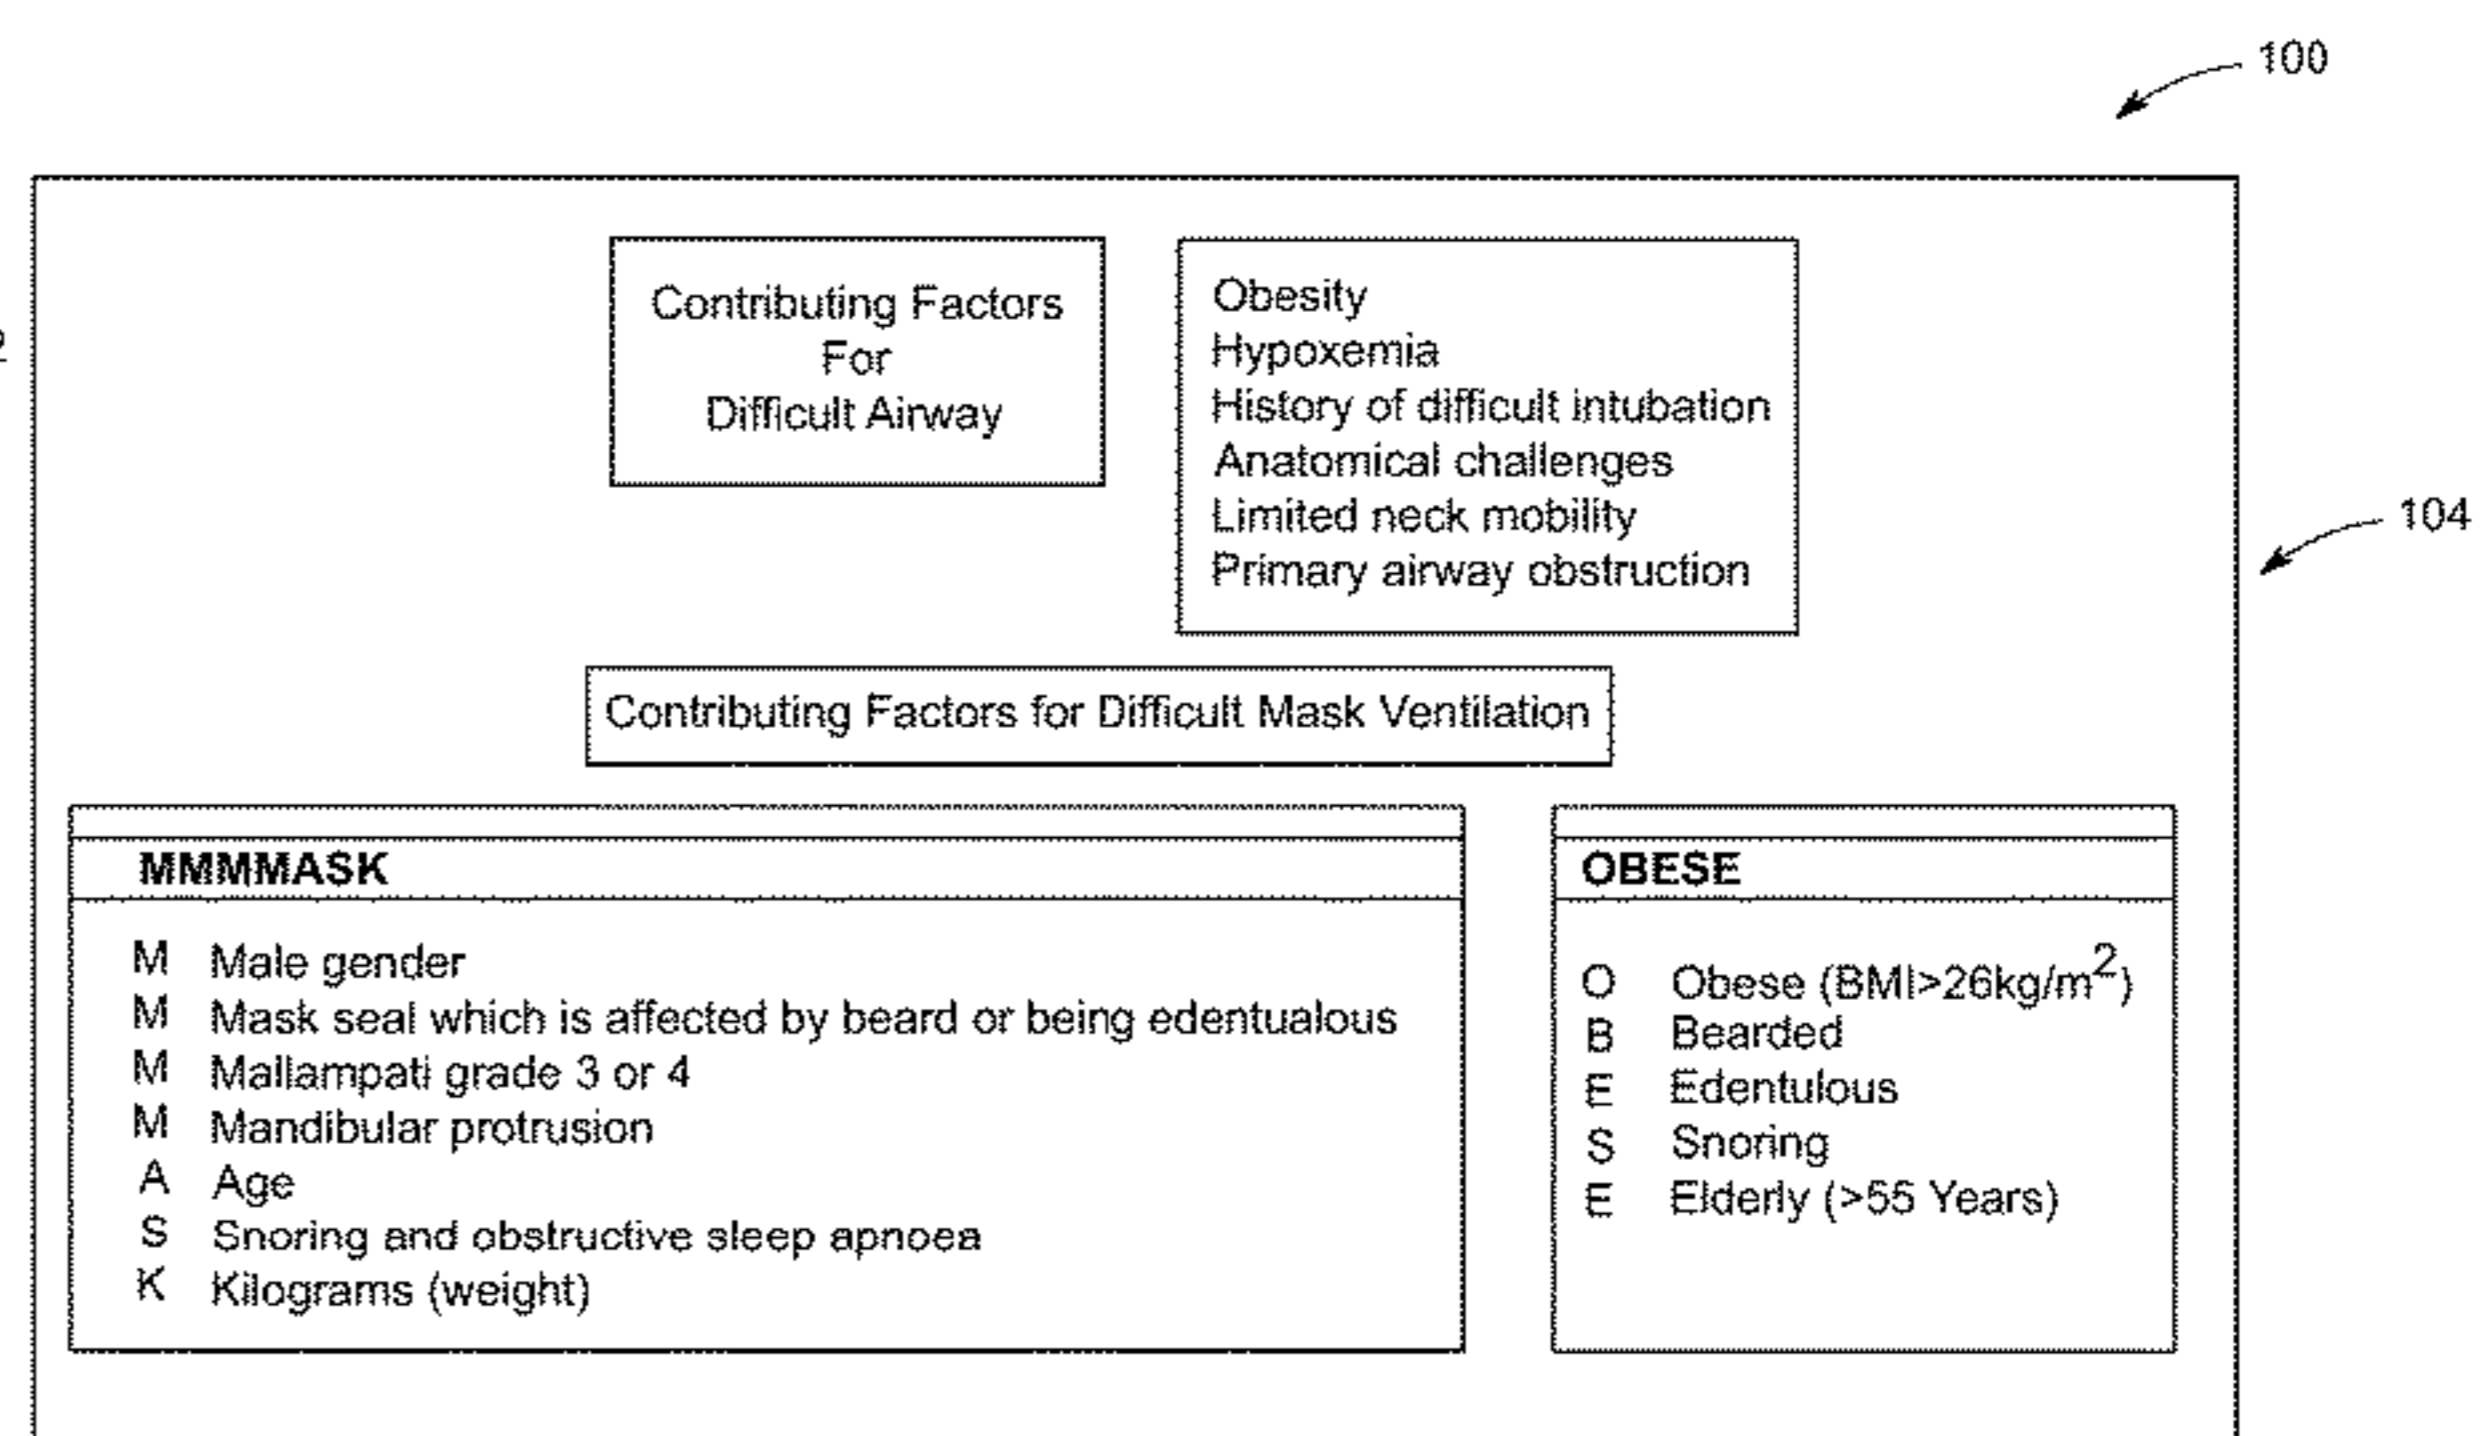 100
Contributing Factors
For
Difficult Airway
Obesity
Hypoxemia
History of difficult intubation
Anatomical challenges
Limited neck mobility
Primary airway obstruction
104
Contributing Factors for Difficult Mask Ventilation
MMMMASK
M Male gender
M Mask seal which is affected by beard or being edentualous
M Mallampati grade 3 or 4
M Mandibular protrusion
A Age
S Snoring and obstructive sleep apnoea
K Kilograms (weight)
OBESE
O Obese (BMI>26kg/m²)
B Bearded
E Edentulous
S Snoring
E Elderly (>55 Years)